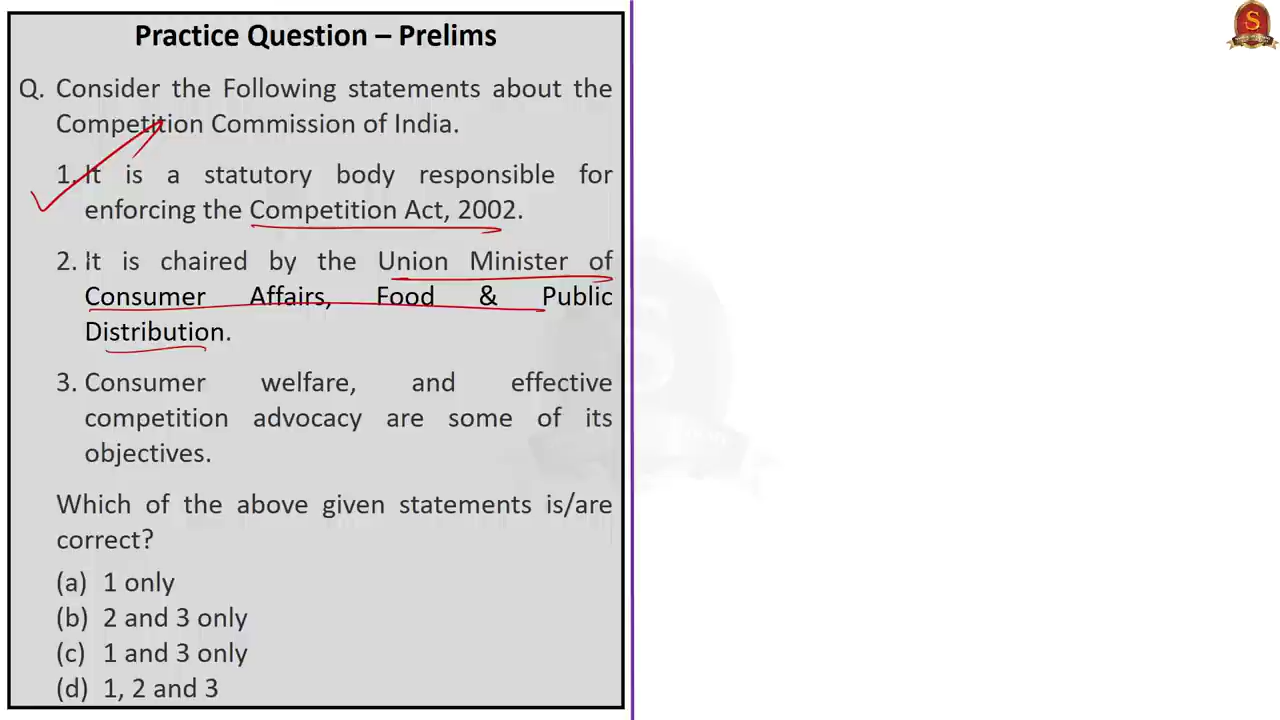 Practice Question – Prelims
Q. Consider the Following statements about the
Competition Commission of India.
1. It is a statutory body responsible for
enforcing the Competition Act, 2002.
2. It is chaired by the Union Minister of
Consumer Affairs, Food & Public
Distribution.
3. Consumer welfare, and effective
competition advocacy are some of its
objectives.
Which of the above given statements is/are
correct?
(a) 1 only
(b) 2 and 3 only
(c) 1 and 3 only
(d) 1, 2 and 3
S